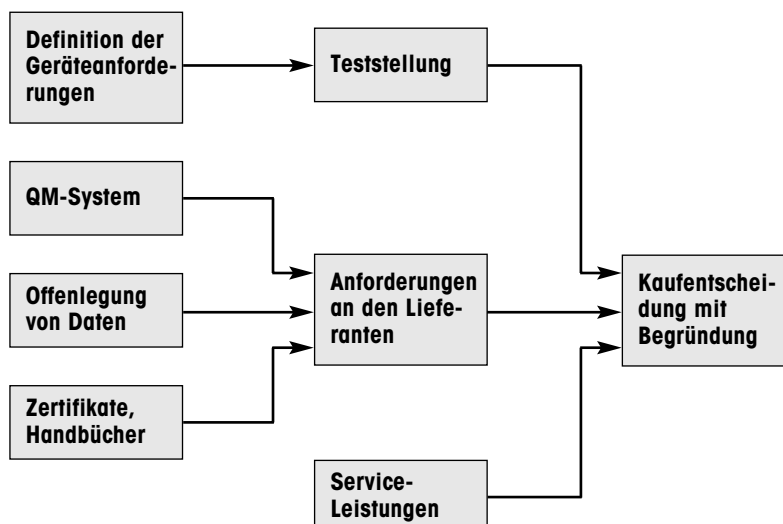 Definition der
Geräteanforde-
rungen
Teststellung
QM-System
Offenlegung
von Daten
Anforderungen
an den Liefe-
ranten
Kaufentschei-
dung mit
Begründung
Zertifikate,
Handbücher
Service-
Leistungen